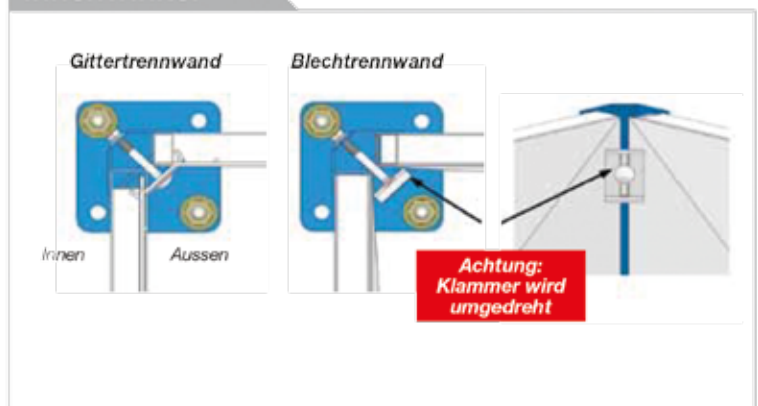 Gittertrennwand
Blechtrennwand
Innen
Aussen
Achtung:
Klammer wird
umgedreht